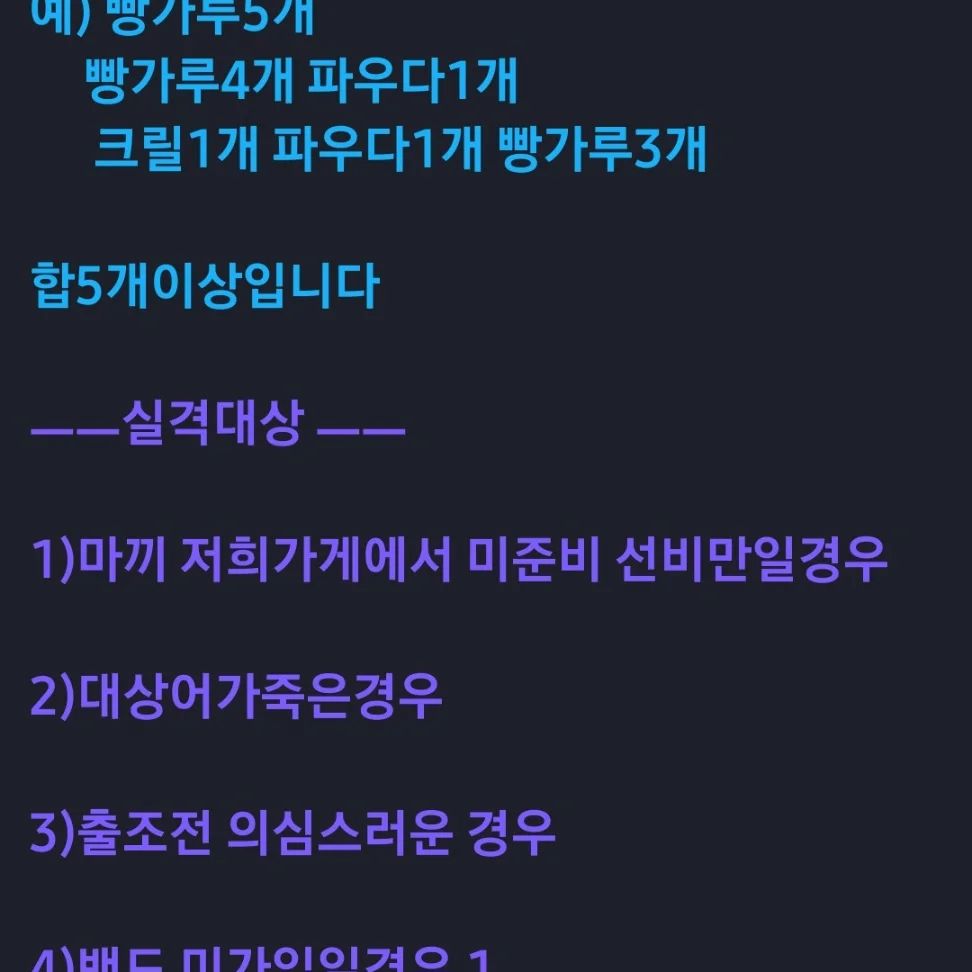 예) 빵가루5개
빵가루4개 파우다1개
크릴1개 파우다1개 빵가루3개
합5개이상입니다
——실격대상 ——
1)마끼 저희가게에서 미준비 선비만일경우
2)대상어가죽은경우
3)출조전 의심스러운 경우
4)밴드 미가입일경우 1